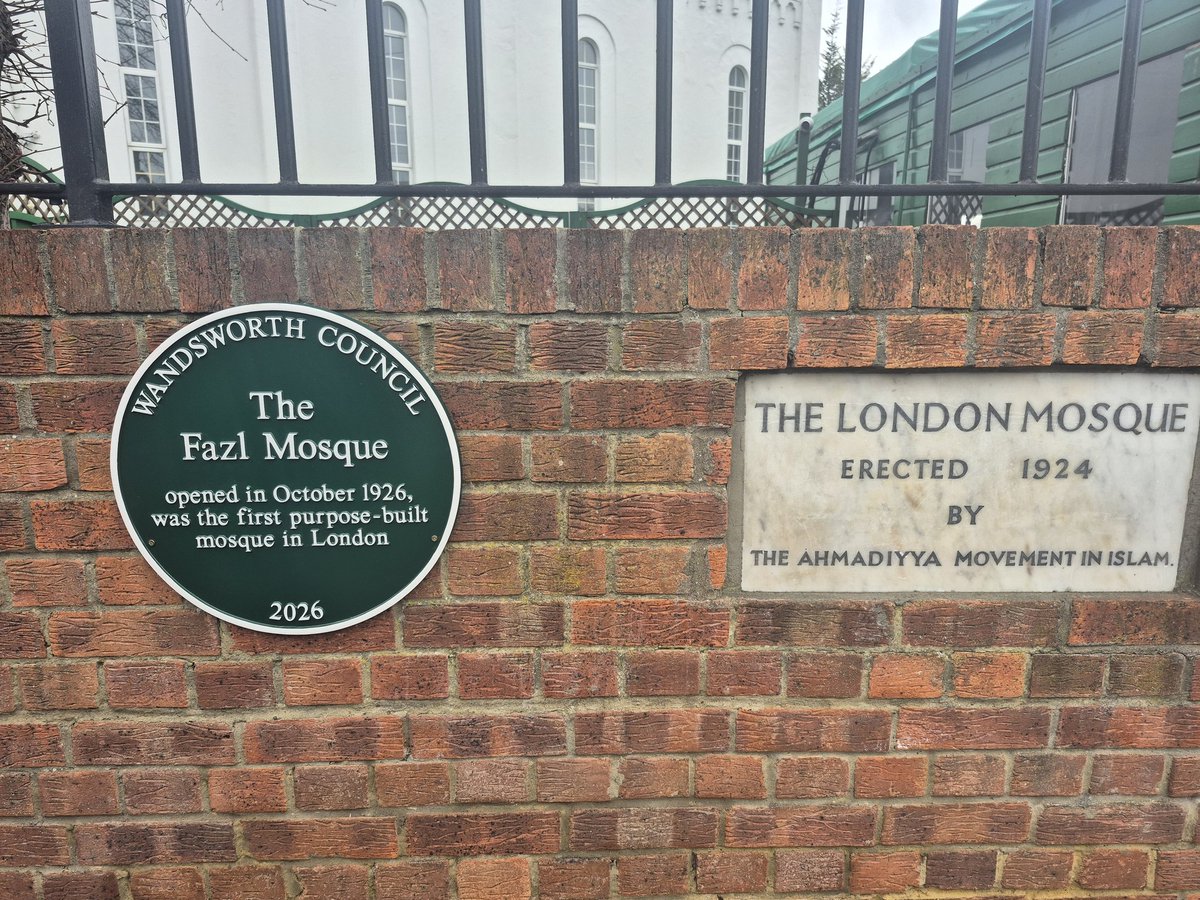 WANDSWORTH COUNCIL
The
Fazl Mosque
opened in October 1926,
was the first purpose-built
mosque in London
2026
THE LONDON MOSQUE
ERECTED 1924
BY
THE AHMADIYYA MOVEMENT IN ISLAM.